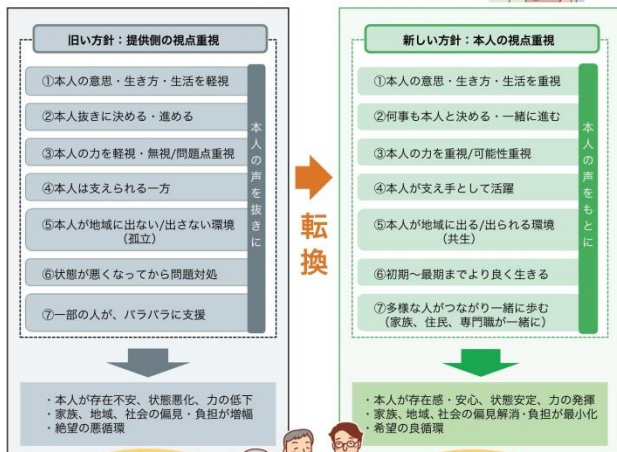 旧い方針：提供側の視点重視
①本人の意思・生き方・生活を軽視
②本人抜きに決める・進める
③本人の力を軽視・無視/問題点重視
④本人は支えられる一方
⑤本人が地域に出ない/出さない環境
（孤立）
⑥状態が悪くなってから問題対処
⑦一部の人が、バラバラに支援
本人の声を抜きに
・本人が存在不安、状態悪化、力の低下
・家族、地域、社会の偏見・負担が増幅
・絶望の悪循環
転換
新しい方針：本人の視点重視
①本人の意思・生き方・生活を重視
②何事も本人と決める・一緒に進む
③本人の力を重視/可能性重視
④本人が支え手として活躍
⑤本人が地域に出る/出られる環境
（共生）
⑥初期〜最期までより良く生きる
⑦多様な人がつながり一緒に歩む
（家族、住民、専門職が一緒に）
本人の声をもとに
・本人が存在感・安心、状態安定、力の発揮
・家族、地域、社会の偏見解消・負担が最小化
・希望の良循環